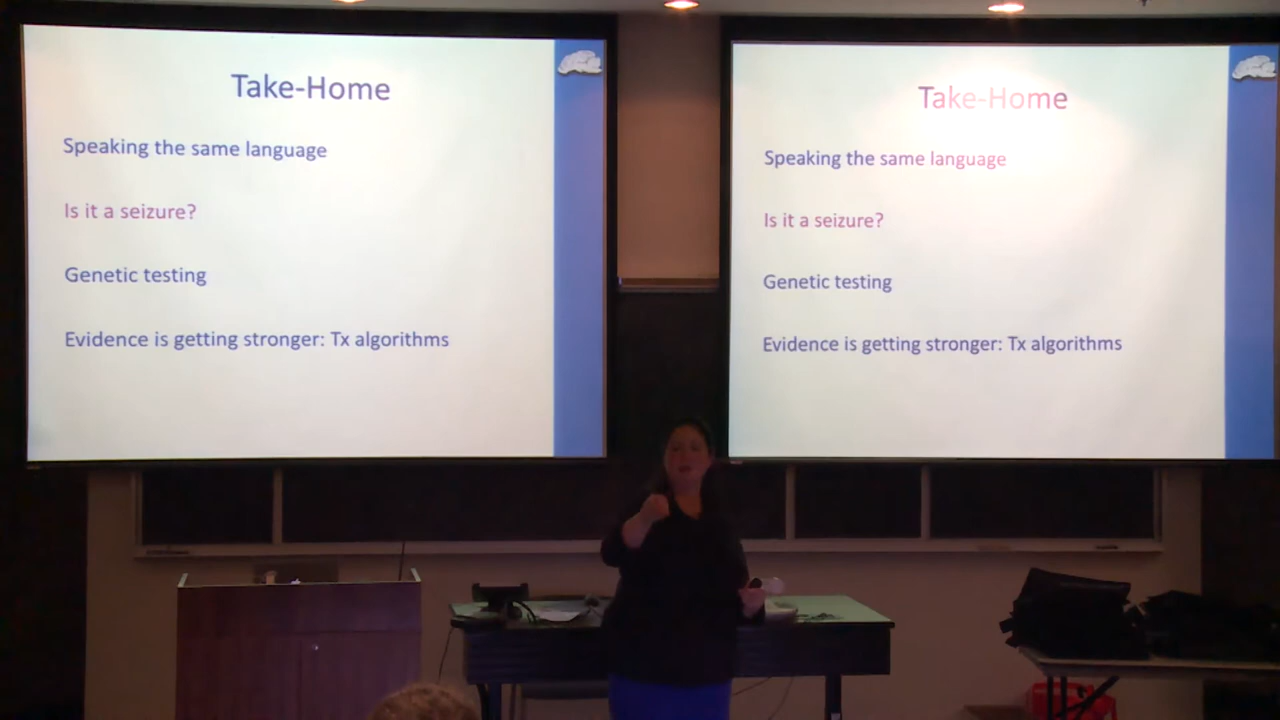 Take-Home
Speaking the same language
Is it a seizure?
Genetic testing
Evidence is getting stronger: Tx algorithms
Take-Home
Speaking the same language
Is it a seizure?
Genetic testing
Evidence is getting stronger: Tx algorithms